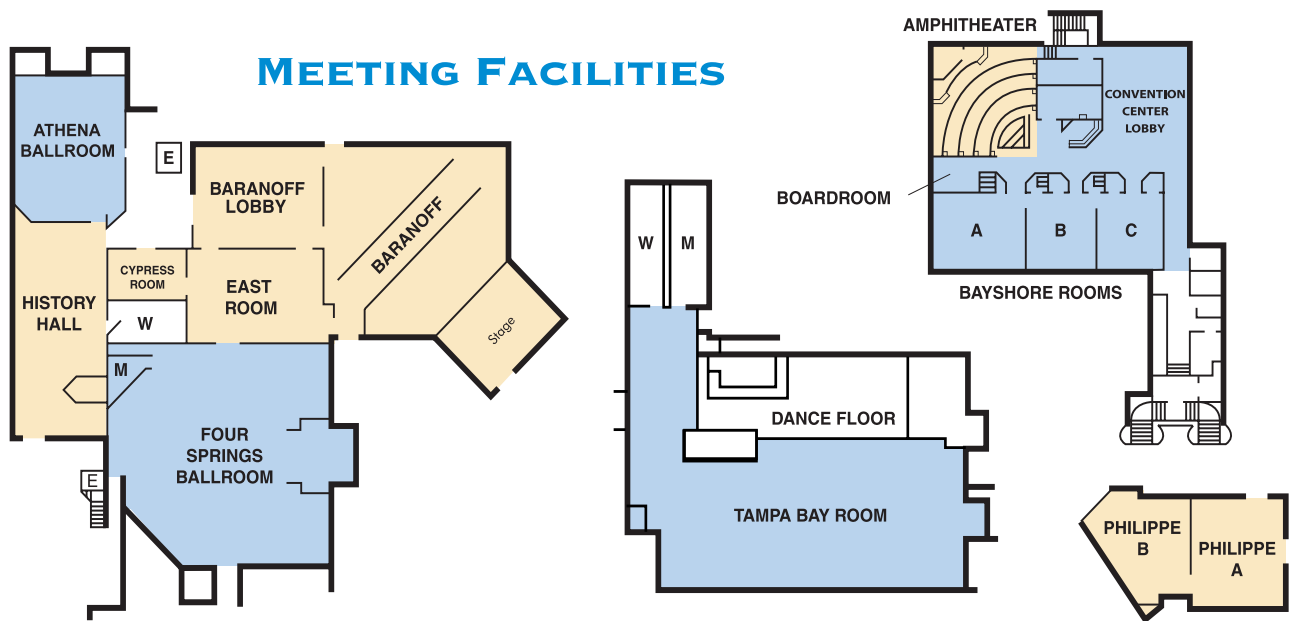 MEETING FACILITIES
ATHENA
BALLROOM
E
BARANOFF
LOBBY
BARANOFF
CYPRESS
ROOM
EAST
ROOM
HISTORY
HALL
W
M
Stage
FOUR
SPRINGS
BALLROOM
E
W
M
DANCE FLOOR
TAMPA BAY ROOM
AMPHITHEATER
CONVENTION
CENTER
LOBBY
BOARDROOM
A
B
C
BAYSHORE ROOMS
PHILIPPE
B
PHILIPPE
A